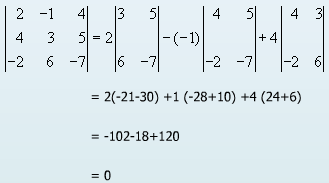 | 2 −1 4 | = 2 | 3 5 | −(−1) | 4 5 | +4 | 4 3 |
| 4 3 5 |
| −2 6 −7 | | 6 −7 | | −2 −7 | | −2 6 |
= 2(-21-30) +1 (-28+10) +4 (24+6)
= -102-18+120
= 0